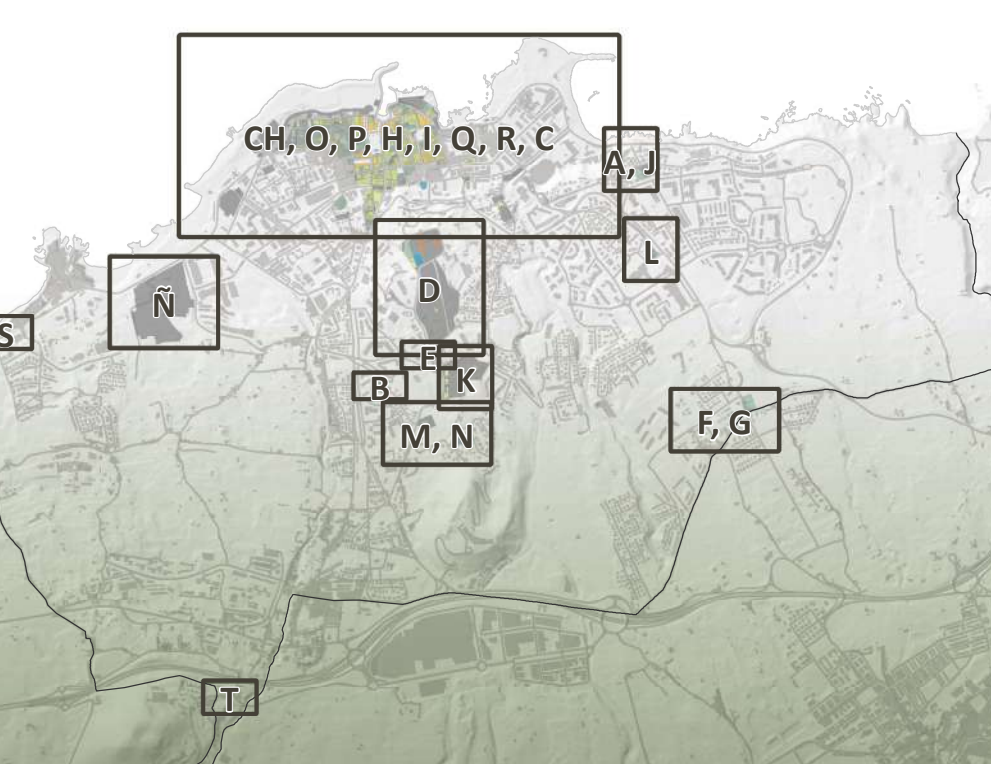 CH, O, P, H, I, Q, R, C
A, J
L
D
Ñ
S
E
K
B
F, G
M, N
T